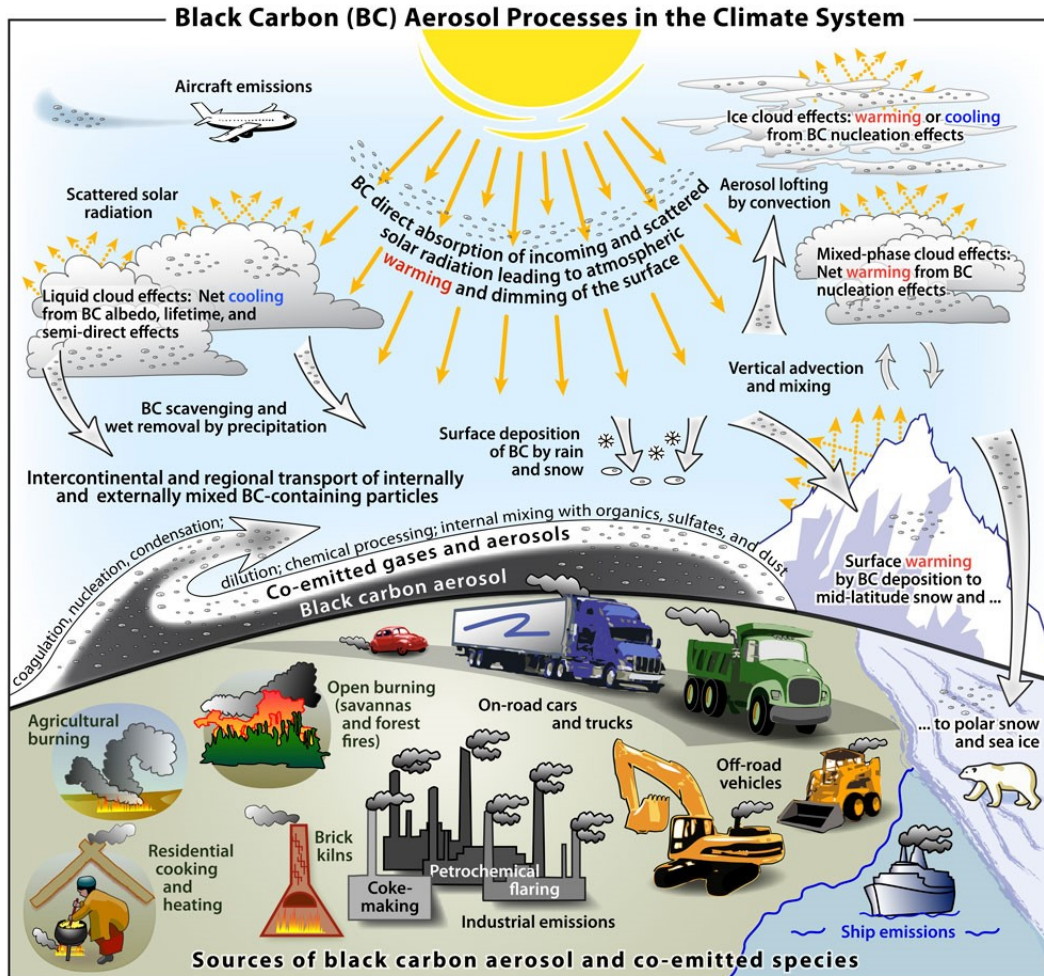 Black Carbon (BC) Aerosol Processes in the Climate System
Aircraft emissions
Ice cloud effects: warming or cooling
from BC nucleation effects
Scattered solar
radiation
BC direct absorption of incoming and scattered
solar radiation leading to atmospheric
warming and dimming of the surface
Aerosol lofting
by convection
Mixed-phase cloud effects:
Net warming from BC
nucleation effects
Liquid cloud effects: Net cooling
from BC albedo, lifetime, and
semi-direct effects
Vertical advection
and mixing
BC scavenging and
wet removal by precipitation
Surface deposition
of BC by rain
and snow
Intercontinental and regional transport of internally
and externally mixed BC-containing particles
coagulation, nucleation, condensation;
dilution; chemical processing; internal mixing with organics, sulfates, and dust
Co-emitted gases and aerosols
Black carbon aerosol
Surface warming
by BC deposition to
mid-latitude snow and ...
... to polar snow
and sea ice
Agricultural
burning
Open burning
(savannas
and forest
fires)
On-road cars
and trucks
Off-road
vehicles
Residential
cooking
and
heating
Brick
kilns
Coke-
making
Petrochemical
flaring
Industrial emissions
Ship emissions
Sources of black carbon aerosol and co-emitted species